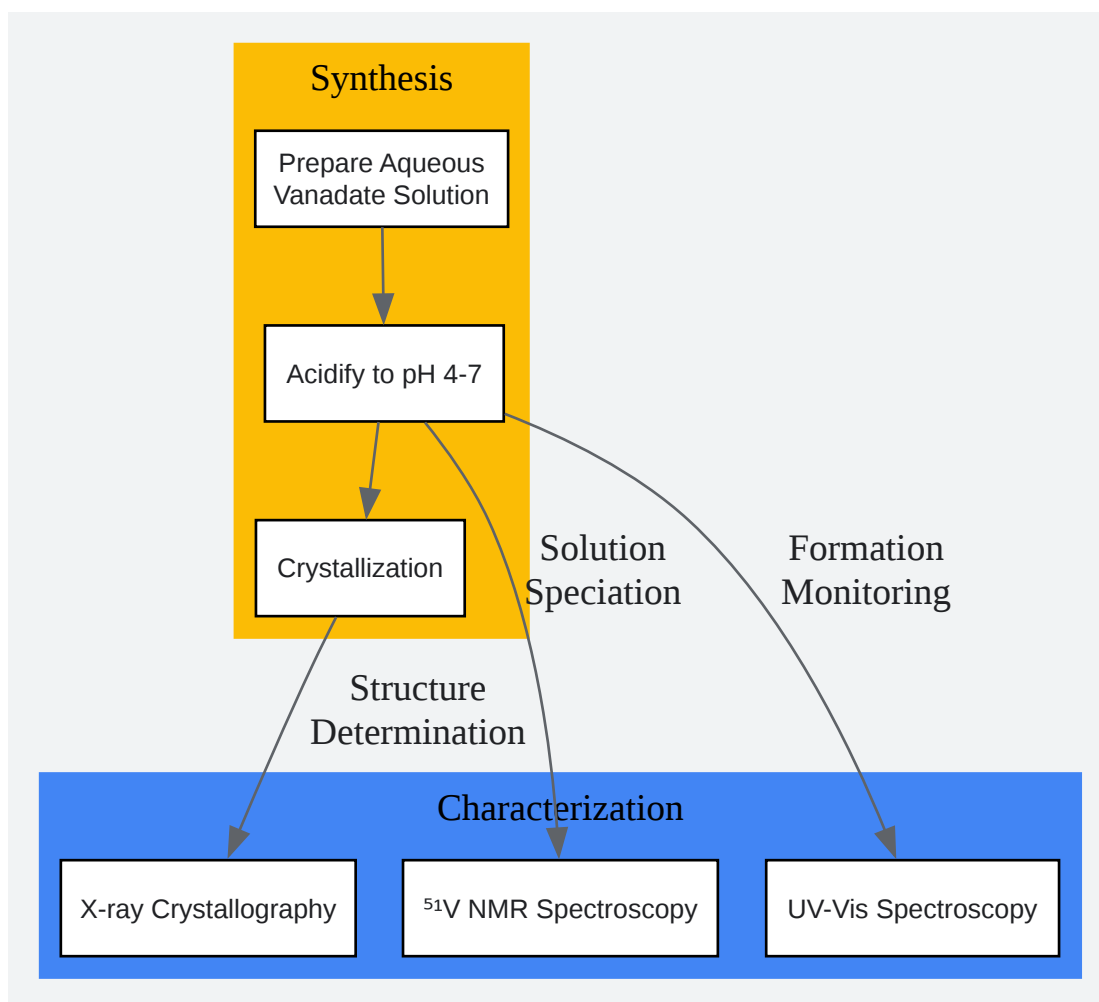 Synthesis
Prepare Aqueous
Vanadate Solution
Acidify to pH 4-7
Crystallization
Solution
Speciation
Formation
Monitoring
Structure
Determination
Characterization
X-ray Crystallography
⁵¹V NMR Spectroscopy
UV-Vis Spectroscopy